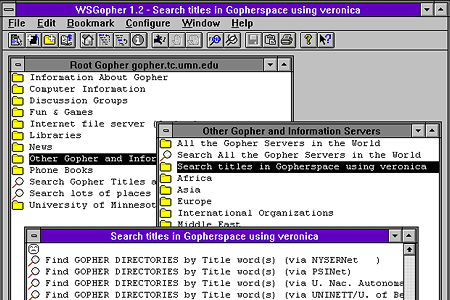 WSGopher 1.2 - Search titles in Gopherspace using veronica
File Edit Bookmark Configure Window Help
Root Gopher gopher.tc.umn.edu
Information About Gopher
Computer Information
Discussion Groups
Fun & Games
Internet file server (
Libraries
News
Other Gopher and Infor
Phone Books
Search Gopher Titles a
Search lots of places
University of Minnesot
Other Gopher and Information Servers
All the Gopher Servers in the World
Search All the Gopher Servers in the World
Search titles in Gopherspace using veronica
Africa
Asia
Europe
International Organizations
Middle East
Search titles in Gopherspace using veronica
Find GOPHER DIRECTORIES by Title word(s) (via NYSERNet )
Find GOPHER DIRECTORIES by Title word(s) (via PSINet)
Find GOPHER DIRECTORIES by Title word(s) (via U. Nac. Autonoma
Find GOPHER DIRECTORIES by Title word(s) (via UNINETT/U. of Be